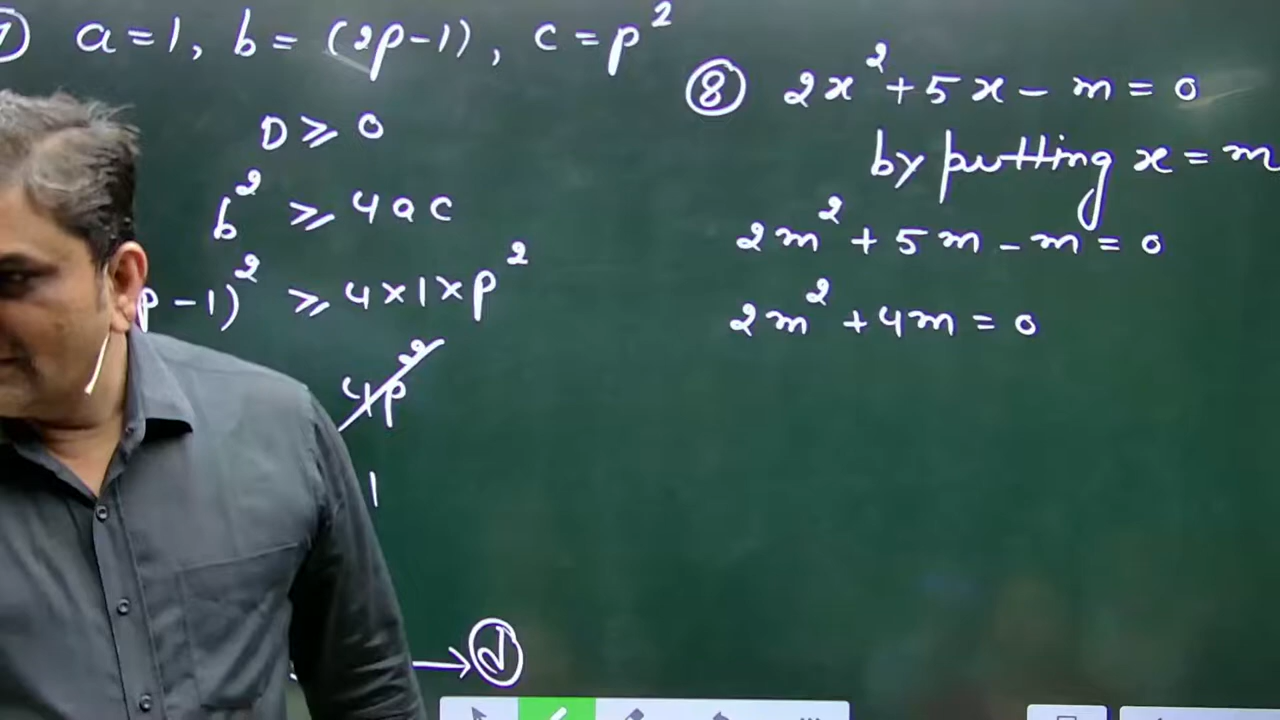 a=1, b = (2p-1), c = p²
D ⩾ 0
b² ⩾ 4ac
p-1)² ⩾ 4×1×p²
4p²
1
⑧ 2x² + 5x - m = 0
by putting x = m
2m² + 5m - m = 0
2m² + 4m = 0